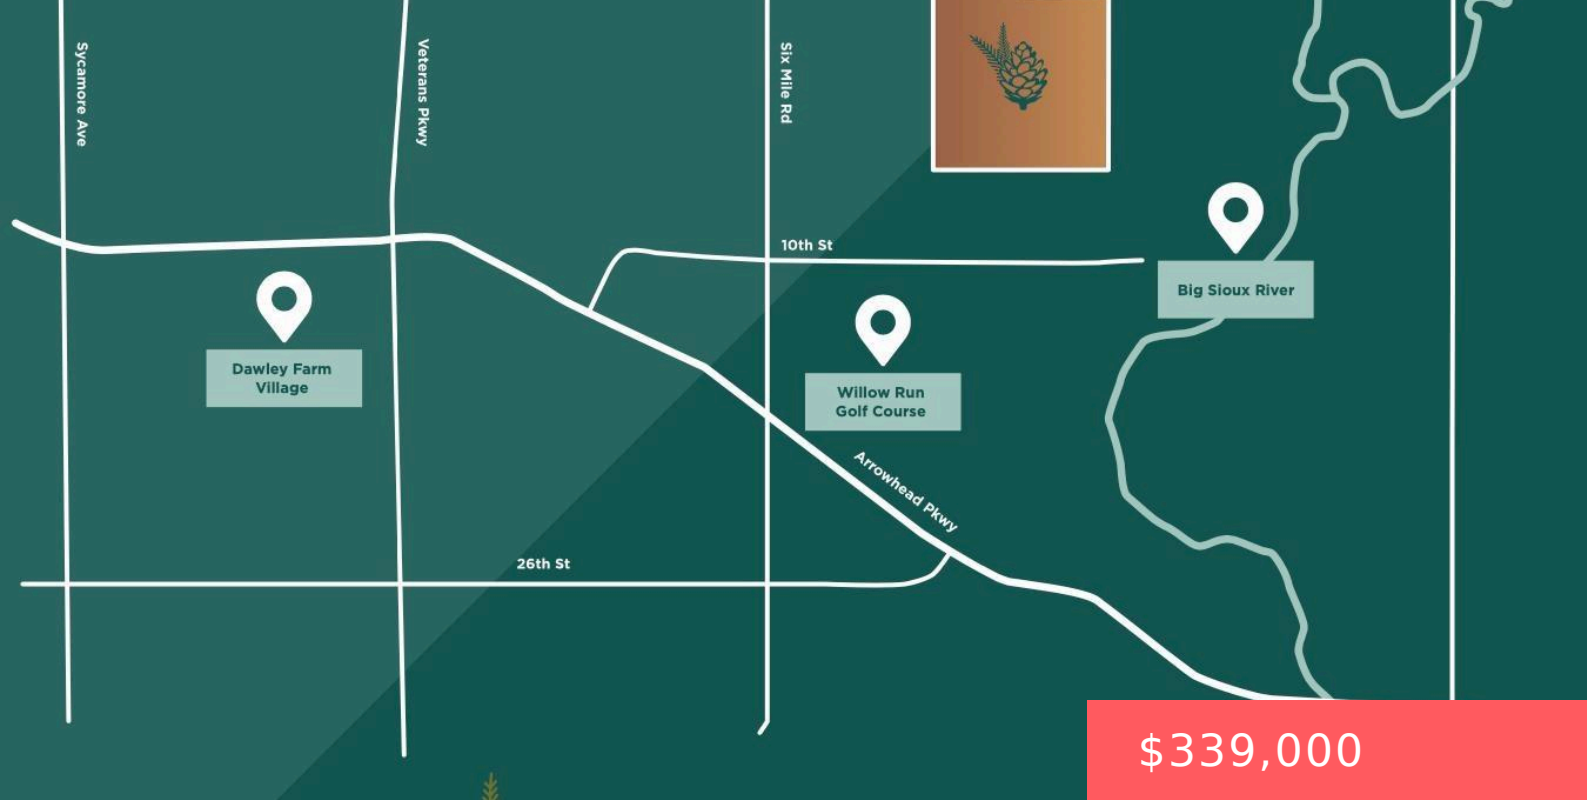 Sycamore Ave
Veterans Pkwy
Six Mile Rd
10th St
Big Sioux River
Dawley Farm
Village
Willow Run
Golf Course
Arrowhead Pkwy
26th St
$339,000